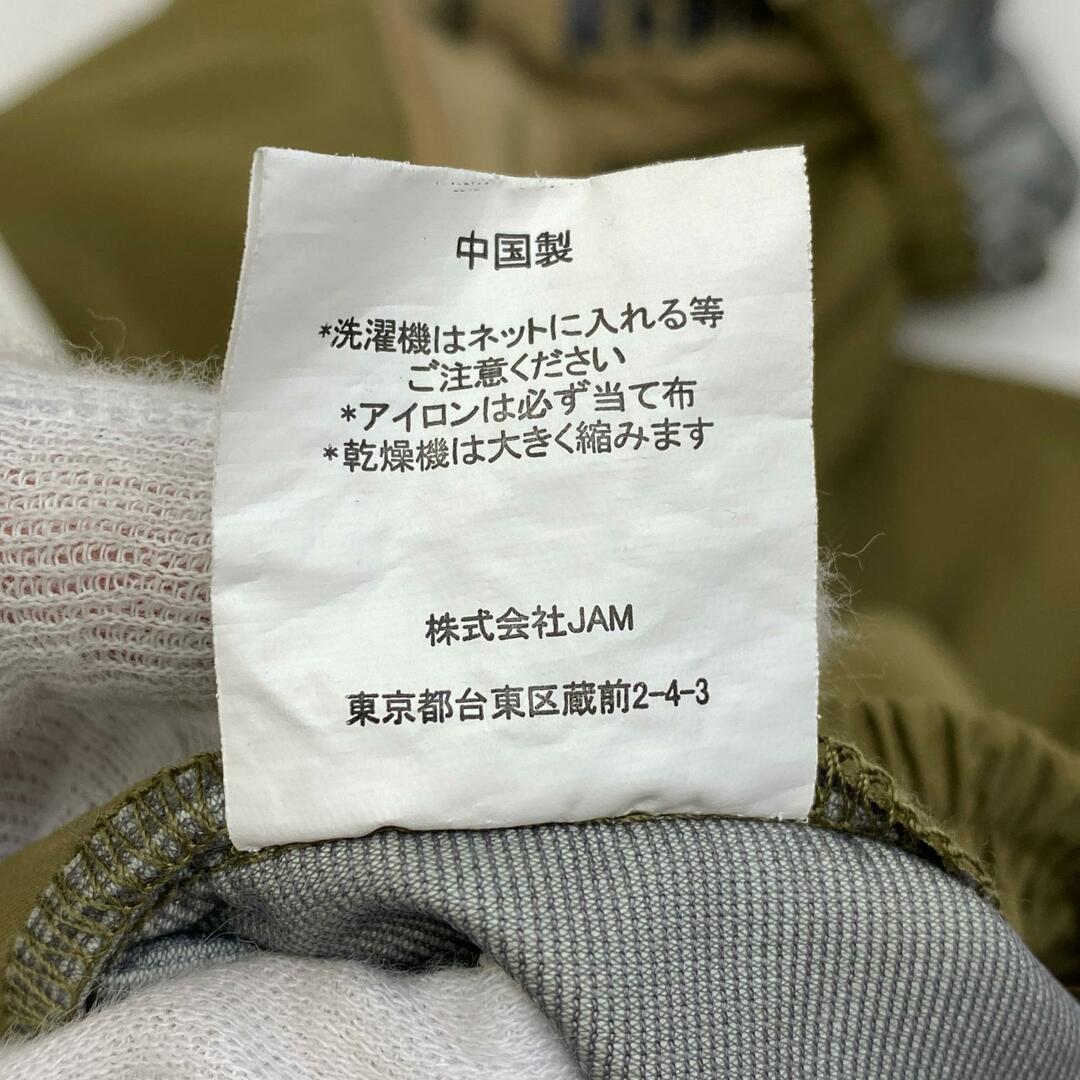 中国製
*洗濯機はネットに入れる等
ご注意ください
*アイロンは必ず当て布
*乾燥機は大きく縮みます
株式会社JAM
東京都台東区蔵前2-4-3